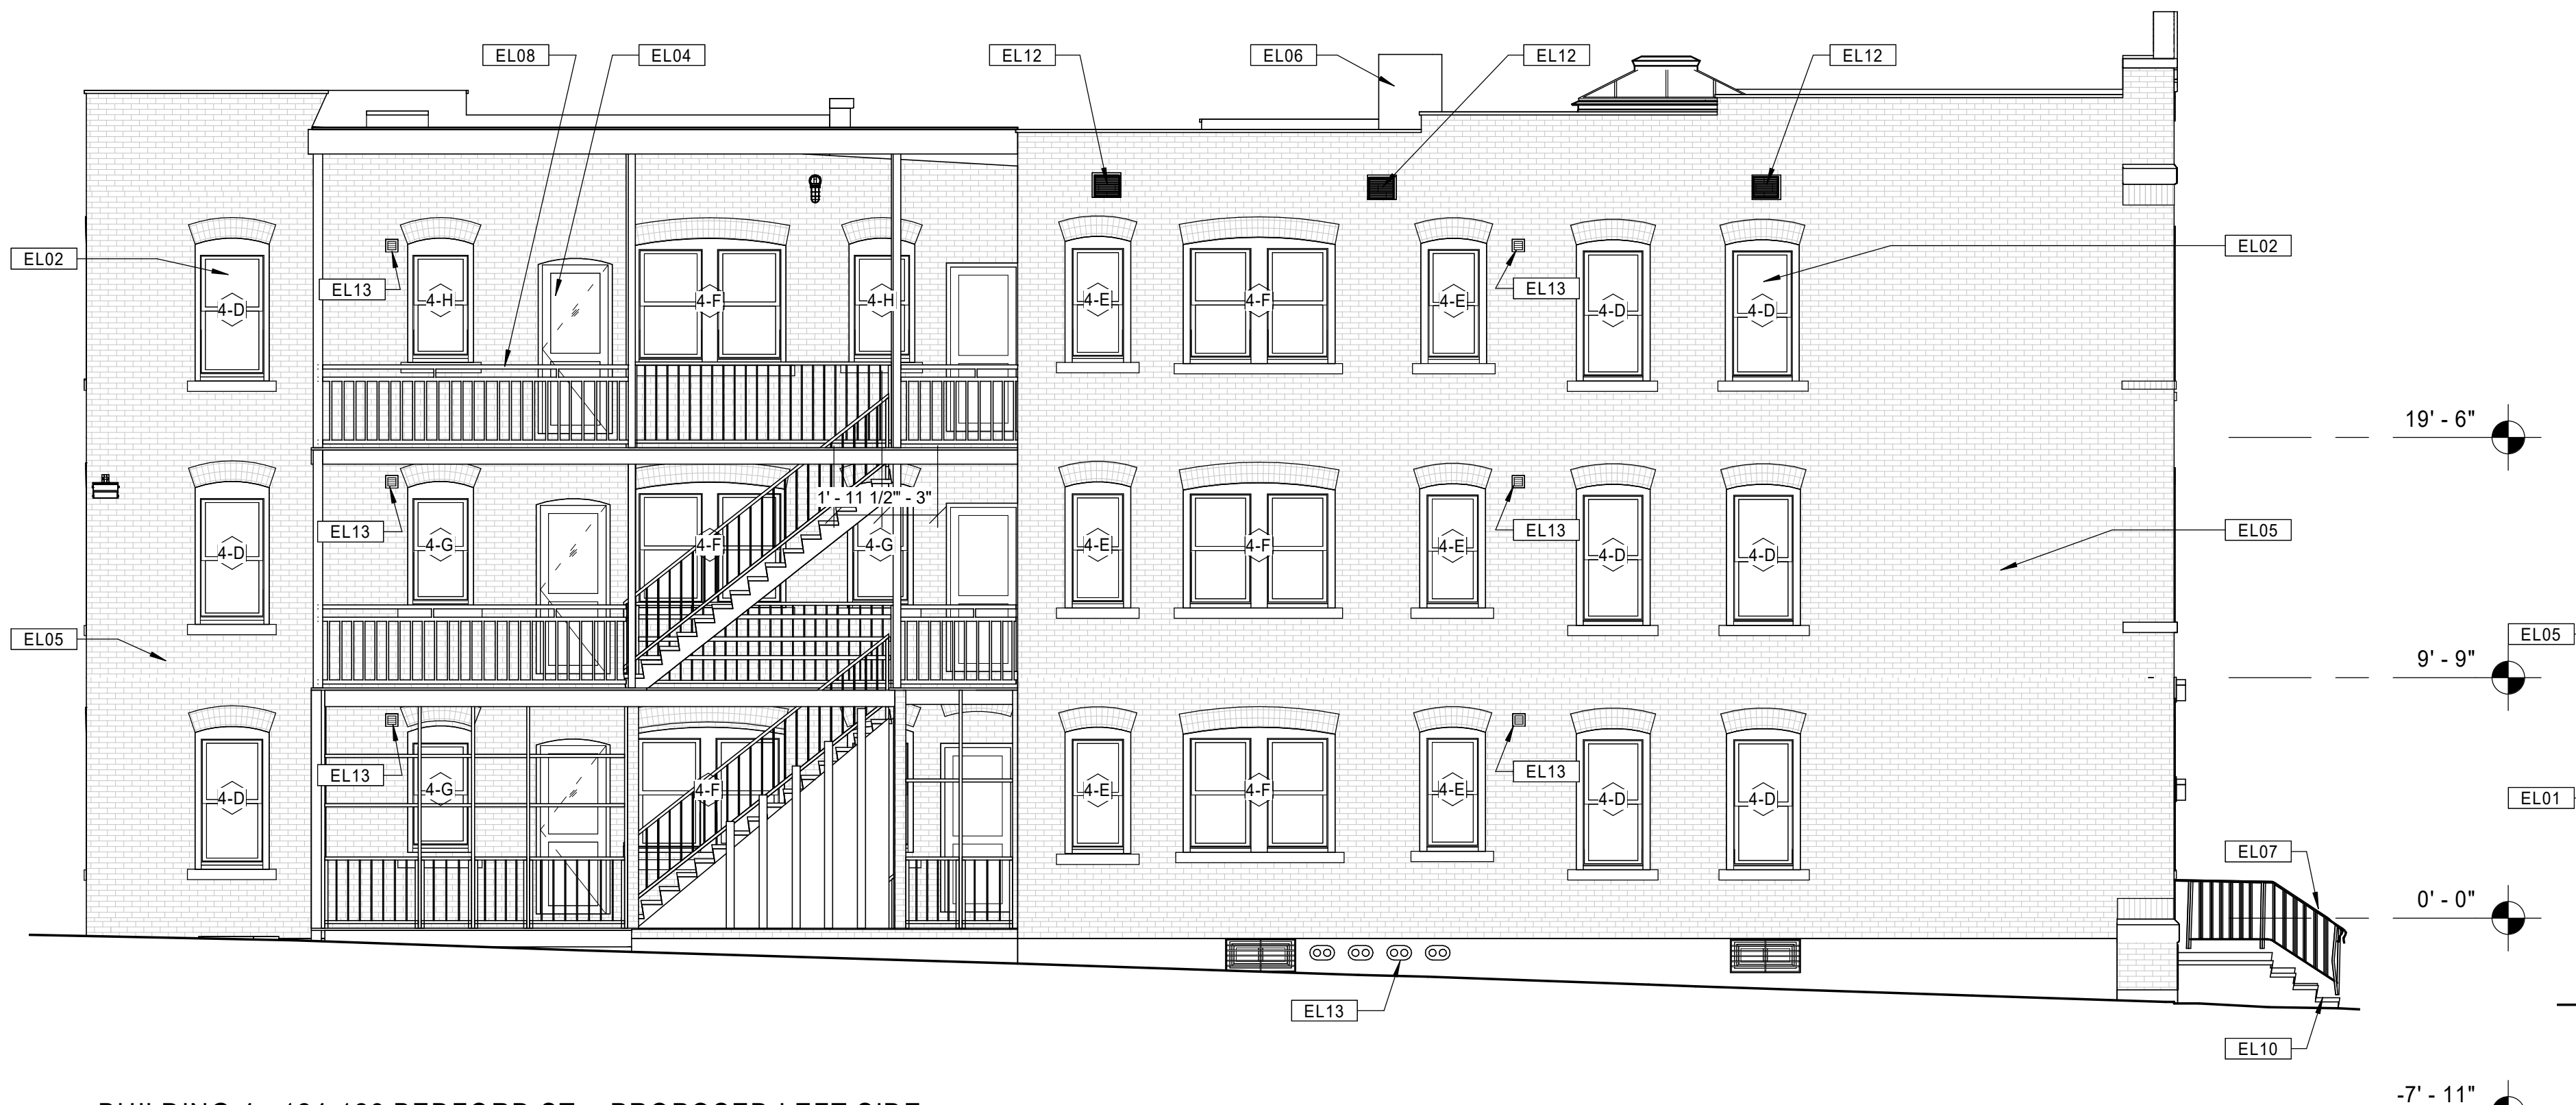 EL08
EL04
EL12
EL06
EL12
EL12
EL02
EL02
EL13
EL13
4-D
4-H
4-F
4-H
4-E
4-F
4-E
4-D
4-D
19' - 6"
1' - 11 1/2"' - 3"
EL13
EL13
EL05
4-D
4-G
4-F
4-G
4-E
4-F
4-E
4-D
4-D
EL05
EL05
9' - 9"
EL13
EL13
4-D
4-G
4-F
4-E
4-F
4-E
4-D
4-D
EL01
EL07
0' - 0"
EL13
EL10
-7' - 11"